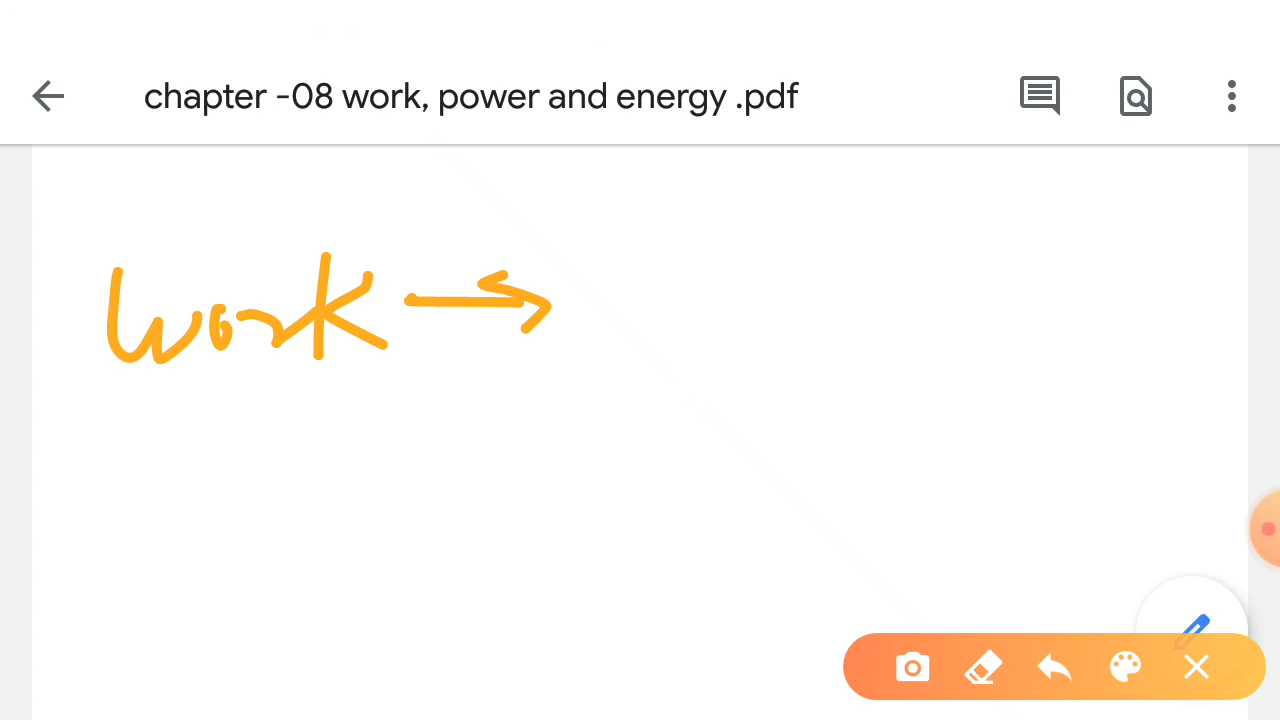 chapter -08 work, power and energy .pdf
work →